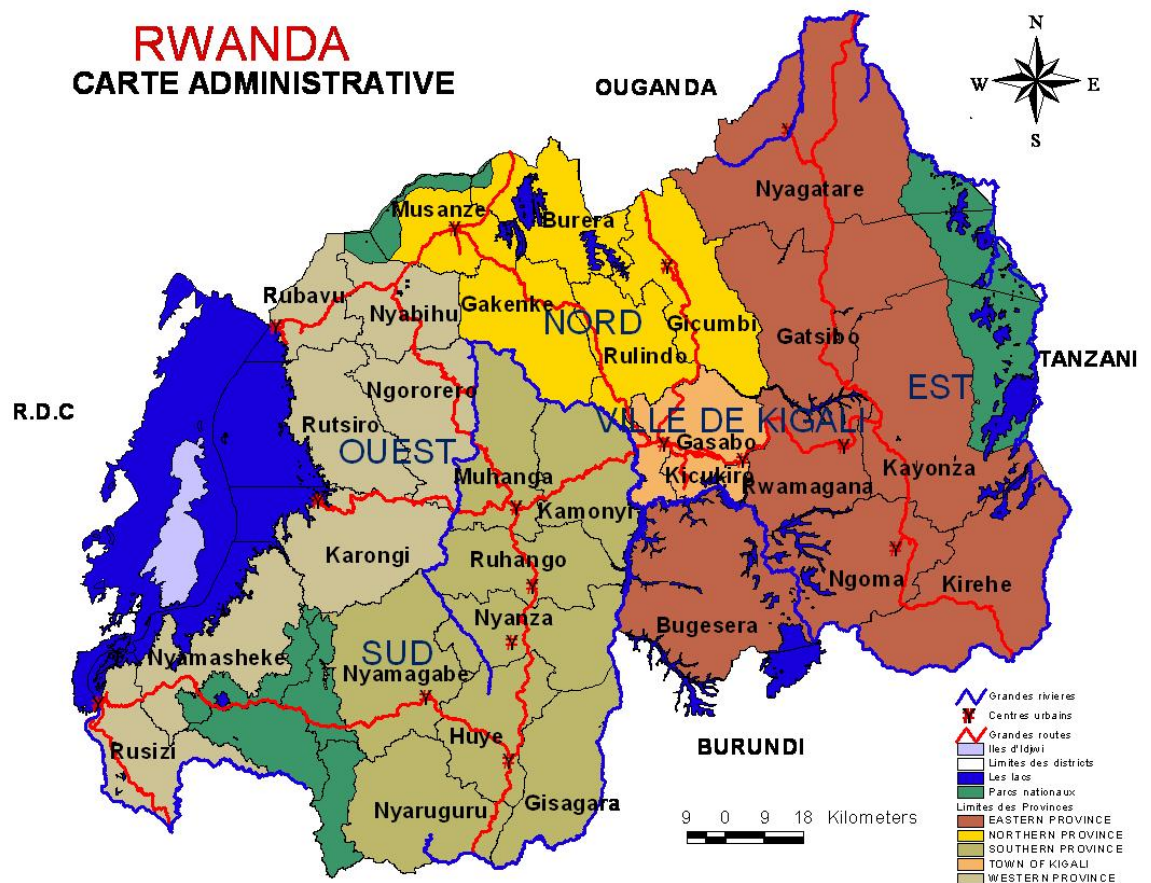 RWANDA
CARTE ADMINISTRATIVE
OUGANDA
N
W E
S
Nyagatare
Musanze
Burera
Rubavu
Nyabihu
Gakenke
NORD
Gicumbi
Rulindo
Gatsibo
TANZANI
EST
R.D.C
Ngororero
Rutsiro
OUEST
VILLE DE KIGALI
Gasabo
Muhanga
Kicukiro
Kayonza
Rwamagana
Kamonyi
Karongi
Ruhango
Ngoma
Kirehe
Nyanza
Bugesera
Nyamasheke
SUD
Nyamagabe
Huye
Rusizi
BURUNDI
Nyaruguru
Gisagara
9 0 9 18 Kilometers
Grandes rivieres
Centres urbains
Grandes routes
Iles d'Idjwi
Limites des districts
Les lacs
Parcs nationaux
Limites des Provinces
EASTERN PROVINCE
NORTHERN PROVINCE
SOUTHERN PROVINCE
TOWN OF KIGALI
WESTERN PROVINCE